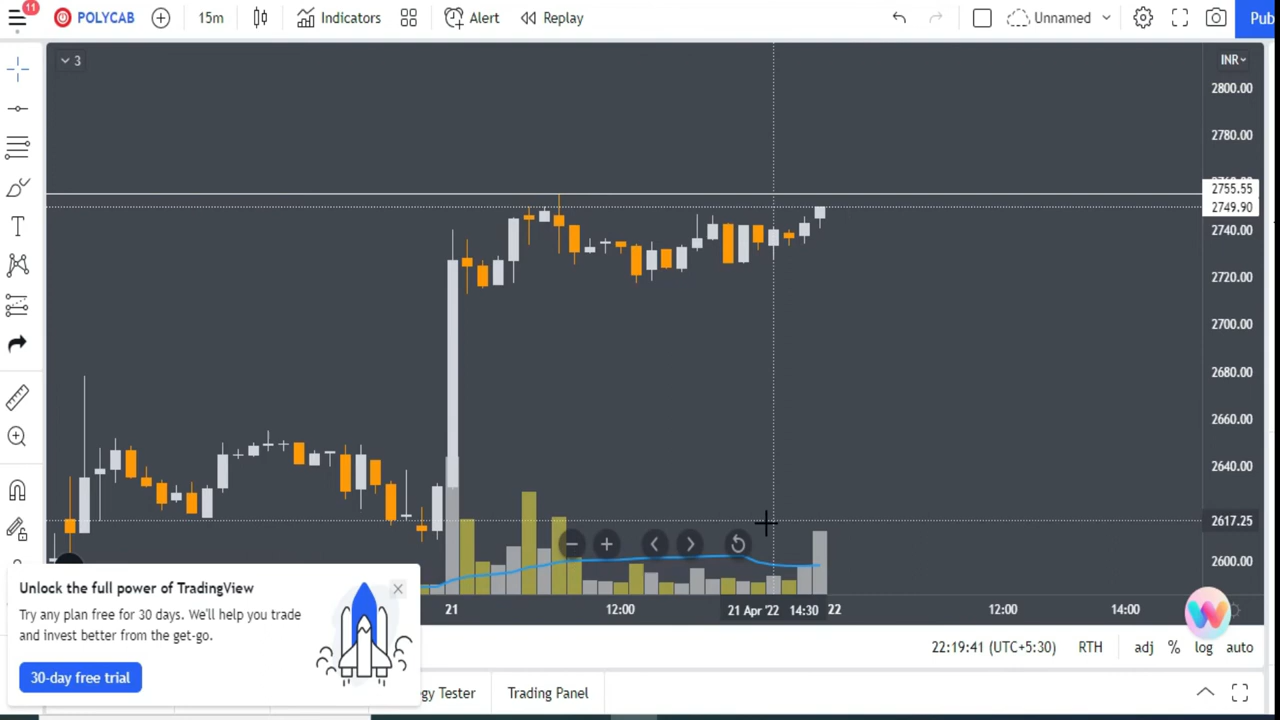 11
POLYCAB
15m
Indicators
Alert
Replay
Unnamed
Pub
3
INR
2800.00
2780.00
2755.55
2749.90
2740.00
2720.00
2700.00
2680.00
2660.00
2640.00
2617.25
2600.00
Unlock the full power of TradingView
Try any plan free for 30 days. We'll help you trade
and invest better from the get-go.
30-day free trial
21
12:00
21 Apr '22 14:30
22
12:00
14:00
22:19:41 (UTC+5:30)
RTH
adj
%
log
auto
gy Tester
Trading Panel